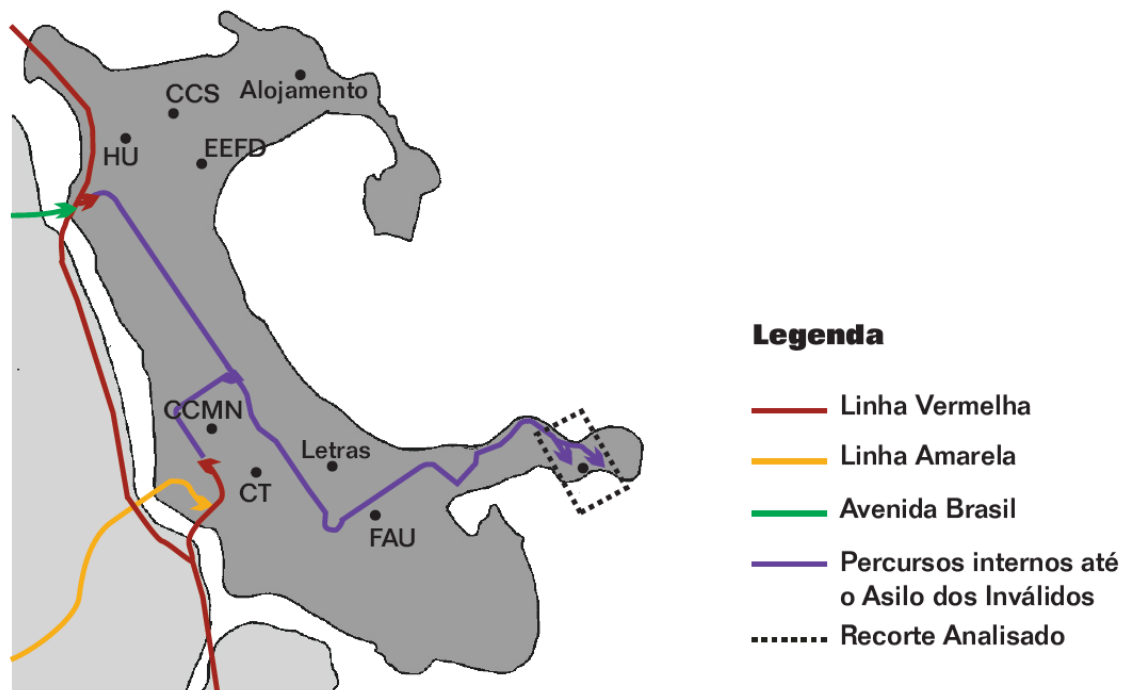 Alojamento
CCS
HU
EEFD
CCMN
Letras
CT
FAU
Legenda
Linha Vermelha
Linha Amarela
Avenida Brasil
Percursos internos até
o Asilo dos Inválidos
Recorte Analisado